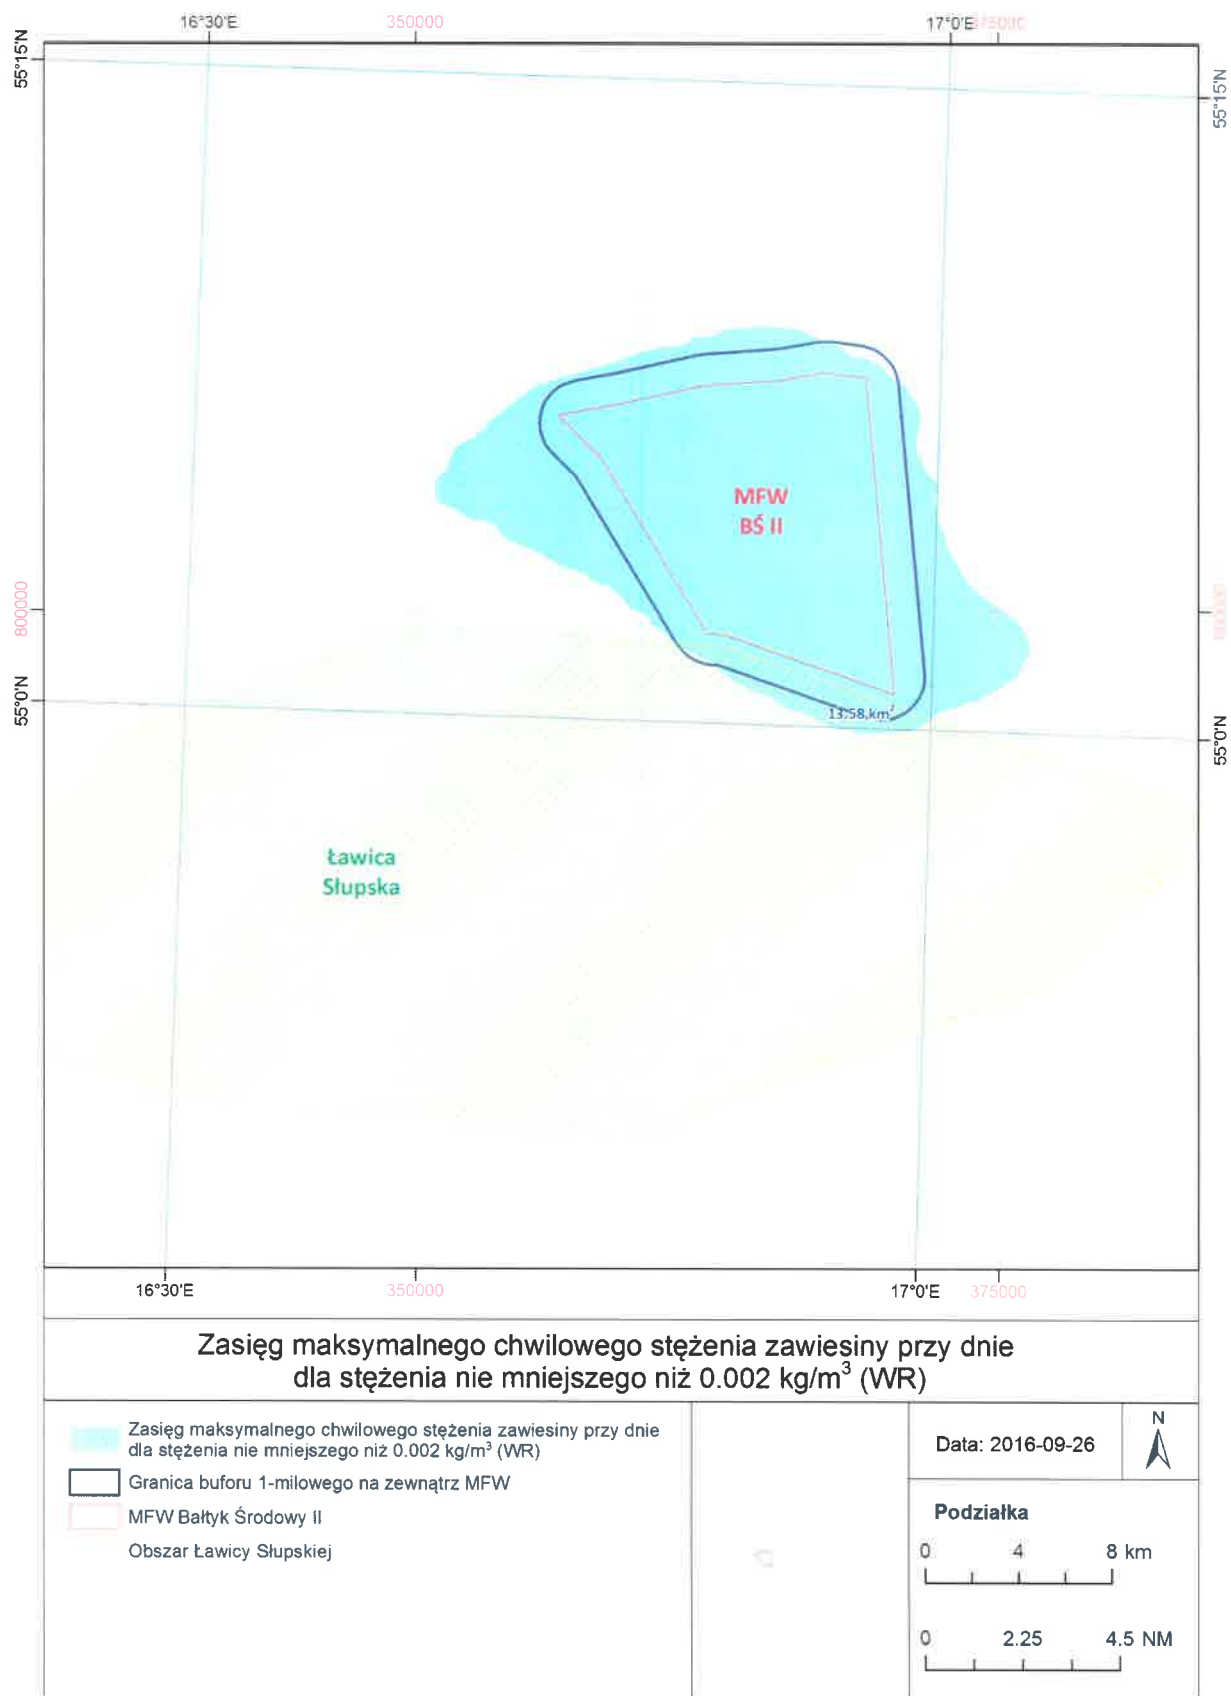 16°30'E 350000 17°0'E 375000
55°15'N 55°15'N
MFW
BŚ II
800000 800000
55°0'N 55°0'N
13.58 km²
Ławica
Słupska
16°30'E 350000 17°0'E 375000
Zasięg maksymalnego chwilowego stężenia zawiesiny przy dnie
dla stężenia nie mniejszego niż 0.002 kg/m³ (WR)
Zasięg maksymalnego chwilowego stężenia zawiesiny przy dnie
dla stężenia nie mniejszego niż 0.002 kg/m³ (WR)
Granica buforu 1-milowego na zewnątrz MFW
MFW Bałtyk Środowy II
Obszar Ławicy Słupskiej
Data: 2016-09-26
N
Podziałka
0 4 8 km
0 2.25 4.5 NM